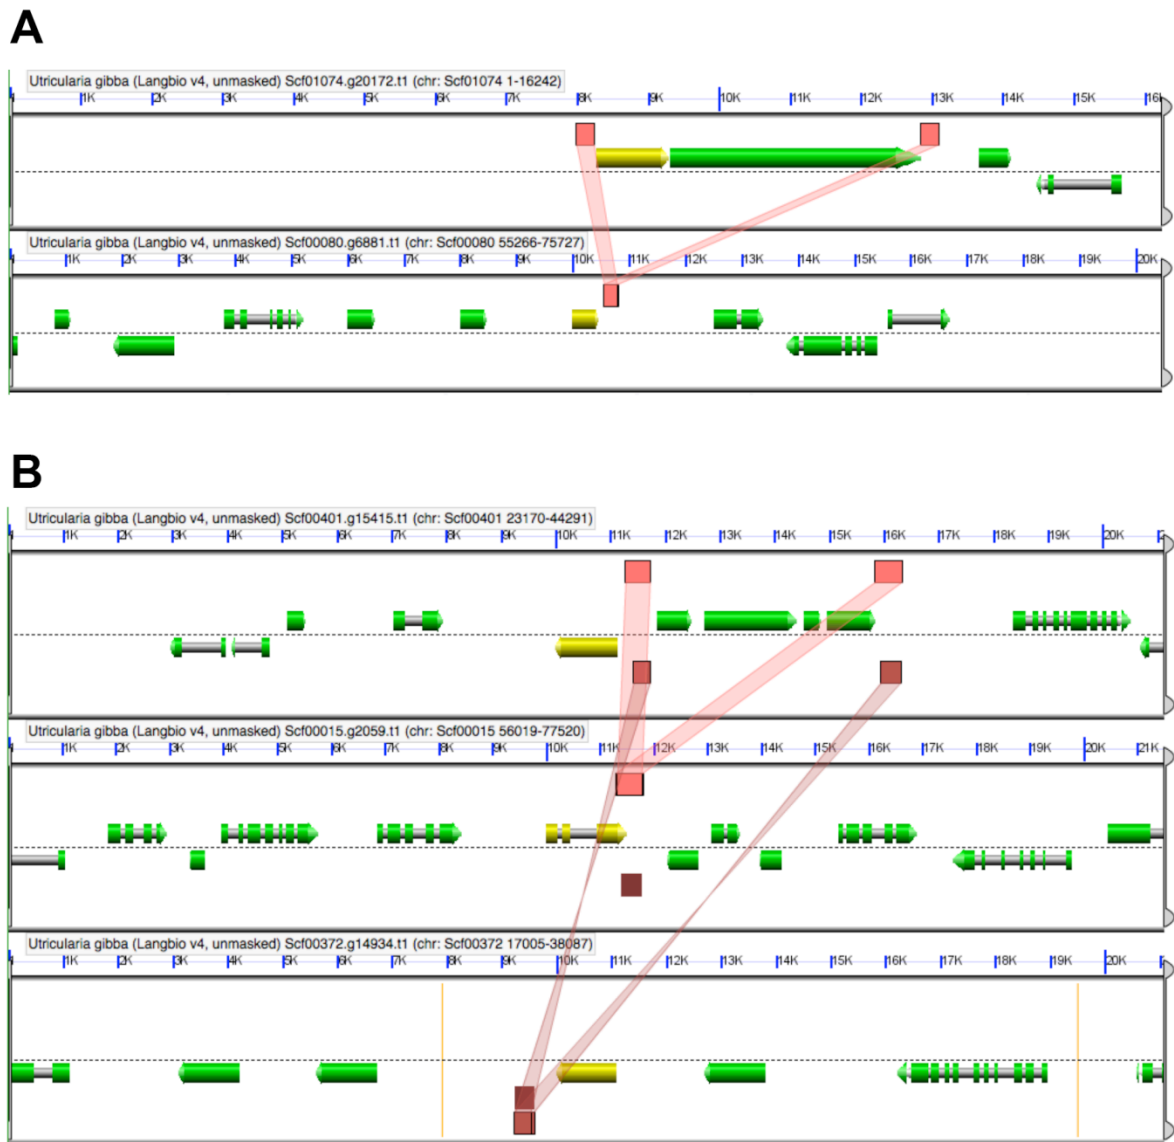 A
Utricularia gibba (Langbio v4, unmasked) Scf01074.g20172.t1 (chr: Scf01074 1-16242)
1K 2K 3K 4K 5K 6K 7K 8K 9K 10K 11K 12K 13K 14K 15K 16
Utricularia gibba (Langbio v4, unmasked) Scf00080.g6881.t1 (chr: Scf00080 55266-75727)
1K 2K 3K 4K 5K 6K 7K 8K 9K 10K 11K 12K 13K 14K 15K 16K 17K 18K 19K 20K
B
Utricularia gibba (Langbio v4, unmasked) Scf00401.g15415.t1 (chr: Scf00401 23170-44291)
1K 2K 3K 4K 5K 6K 7K 8K 9K 10K 11K 12K 13K 14K 15K 16K 17K 18K 19K 20K 2
Utricularia gibba (Langbio v4, unmasked) Scf00015.g2059.t1 (chr: Scf00015 56019-77520)
1K 2K 3K 4K 5K 6K 7K 8K 9K 10K 11K 12K 13K 14K 15K 16K 17K 18K 19K 20K 21K
Utricularia gibba (Langbio v4, unmasked) Scf00372.g14934.t1 (chr: Scf00372 17005-38087)
1K 2K 3K 4K 5K 6K 7K 8K 9K 10K 11K 12K 13K 14K 15K 16K 17K 18K 19K 20K